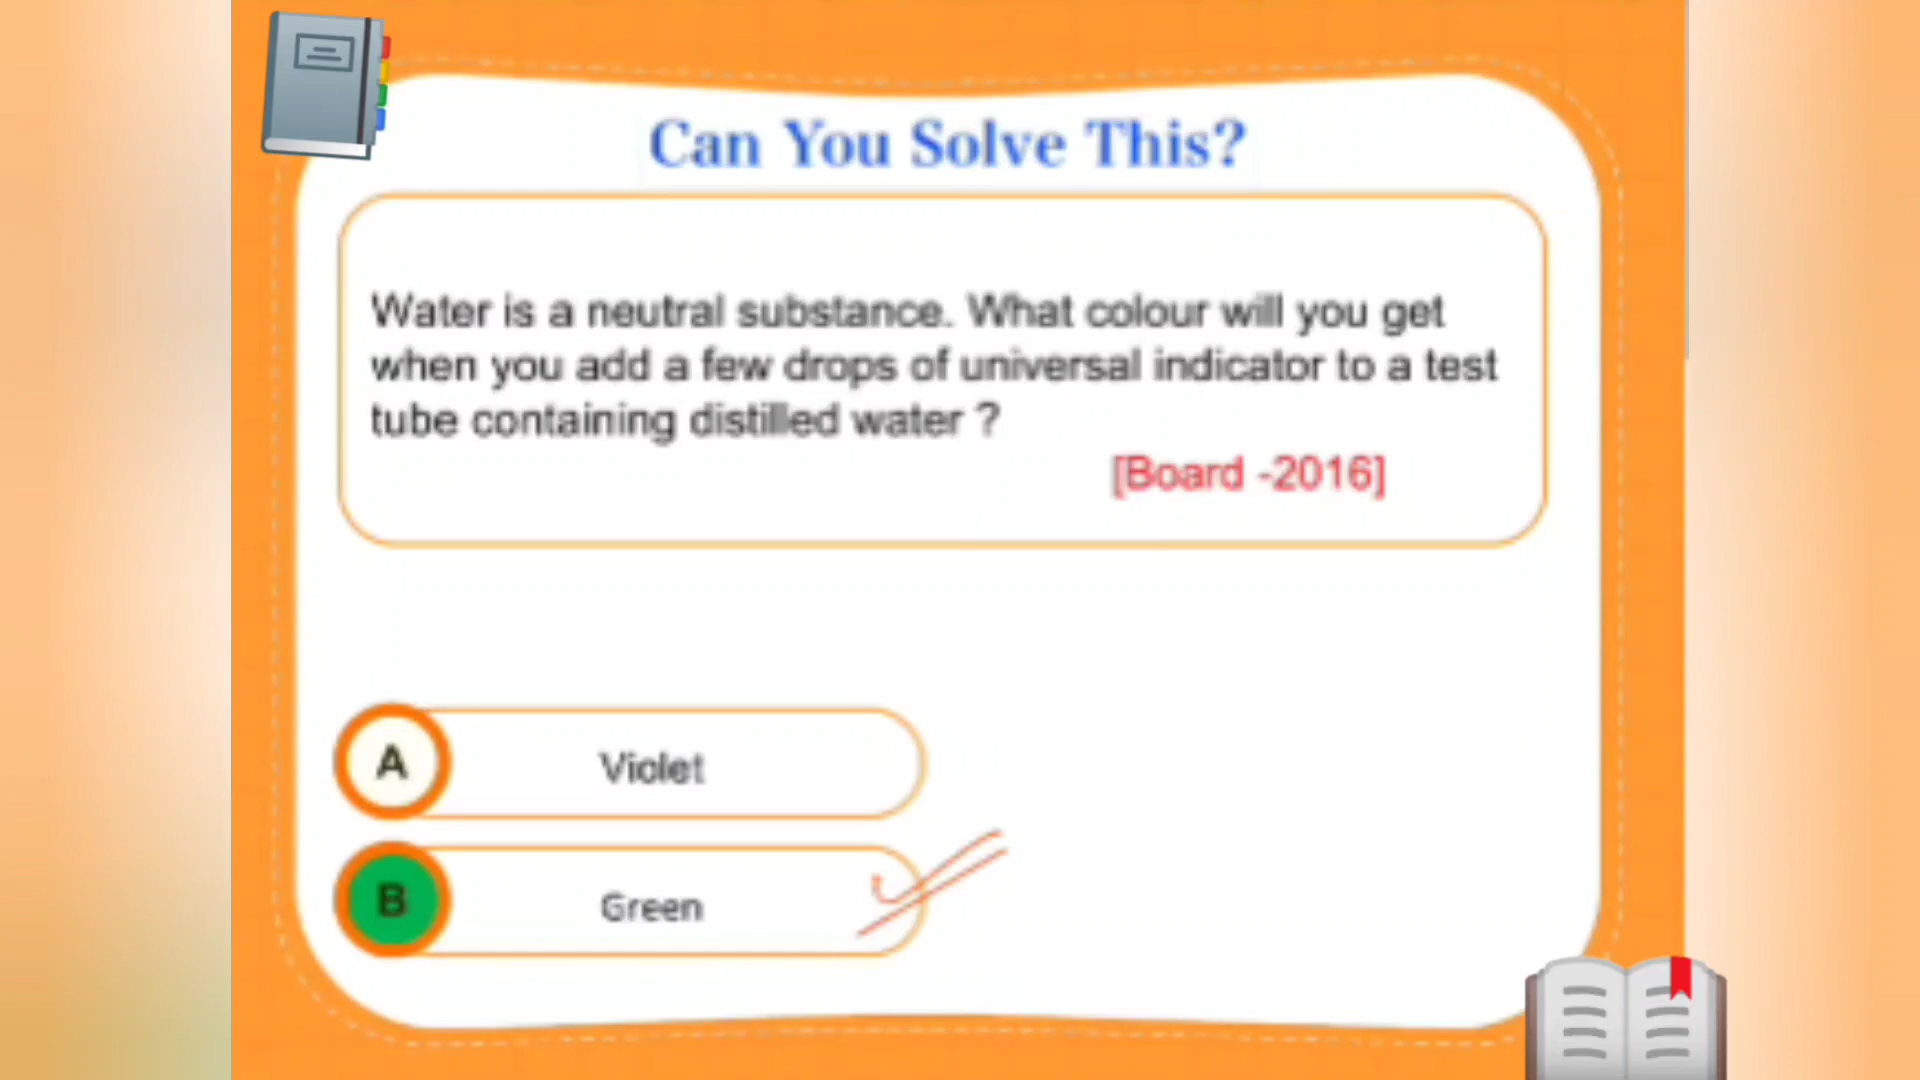 Can You Solve This?
Water is a neutral substance. What colour will you get
when you add a few drops of universal indicator to a test
tube containing distilled water ?
[Board -2016]
A Violet
B Green